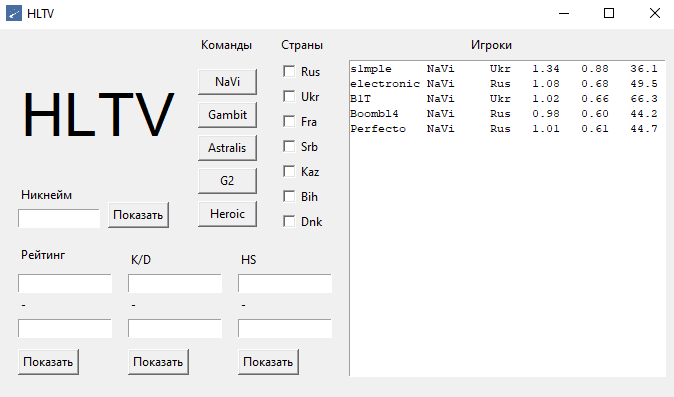 HLTV
Команды
Страны
Игроки
HLTV
NaVi
Gambit
Astralis
G2
Heroic
Rus
Ukr
Fra
Srb
Kaz
Bih
Dnk
s1mple NaVi Ukr 1.34 0.88 36.1
electronic NaVi Rus 1.08 0.68 49.5
B1T NaVi Ukr 1.02 0.66 66.3
Boombl4 NaVi Rus 0.98 0.60 44.2
Perfecto NaVi Rus 1.01 0.61 44.7
Никнейм
Показать
Рейтинг
K/D
HS
- - -
Показать
Показать
Показать